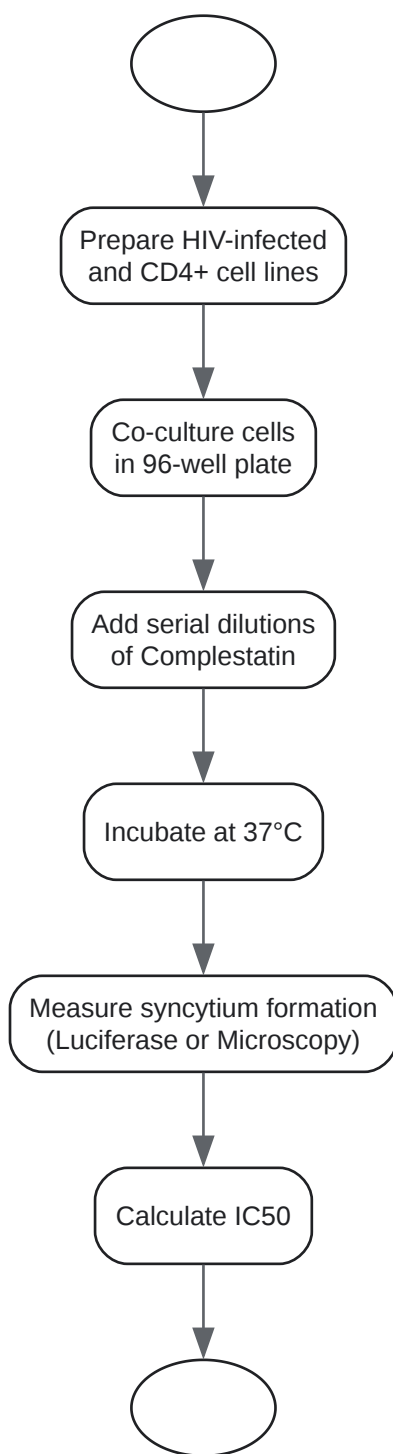 Prepare HIV-infected
and CD4+ cell lines
Co-culture cells
in 96-well plate
Add serial dilutions
of Complestatin
Incubate at 37°C
Measure syncytium formation
(Luciferase or Microscopy)
Calculate IC50